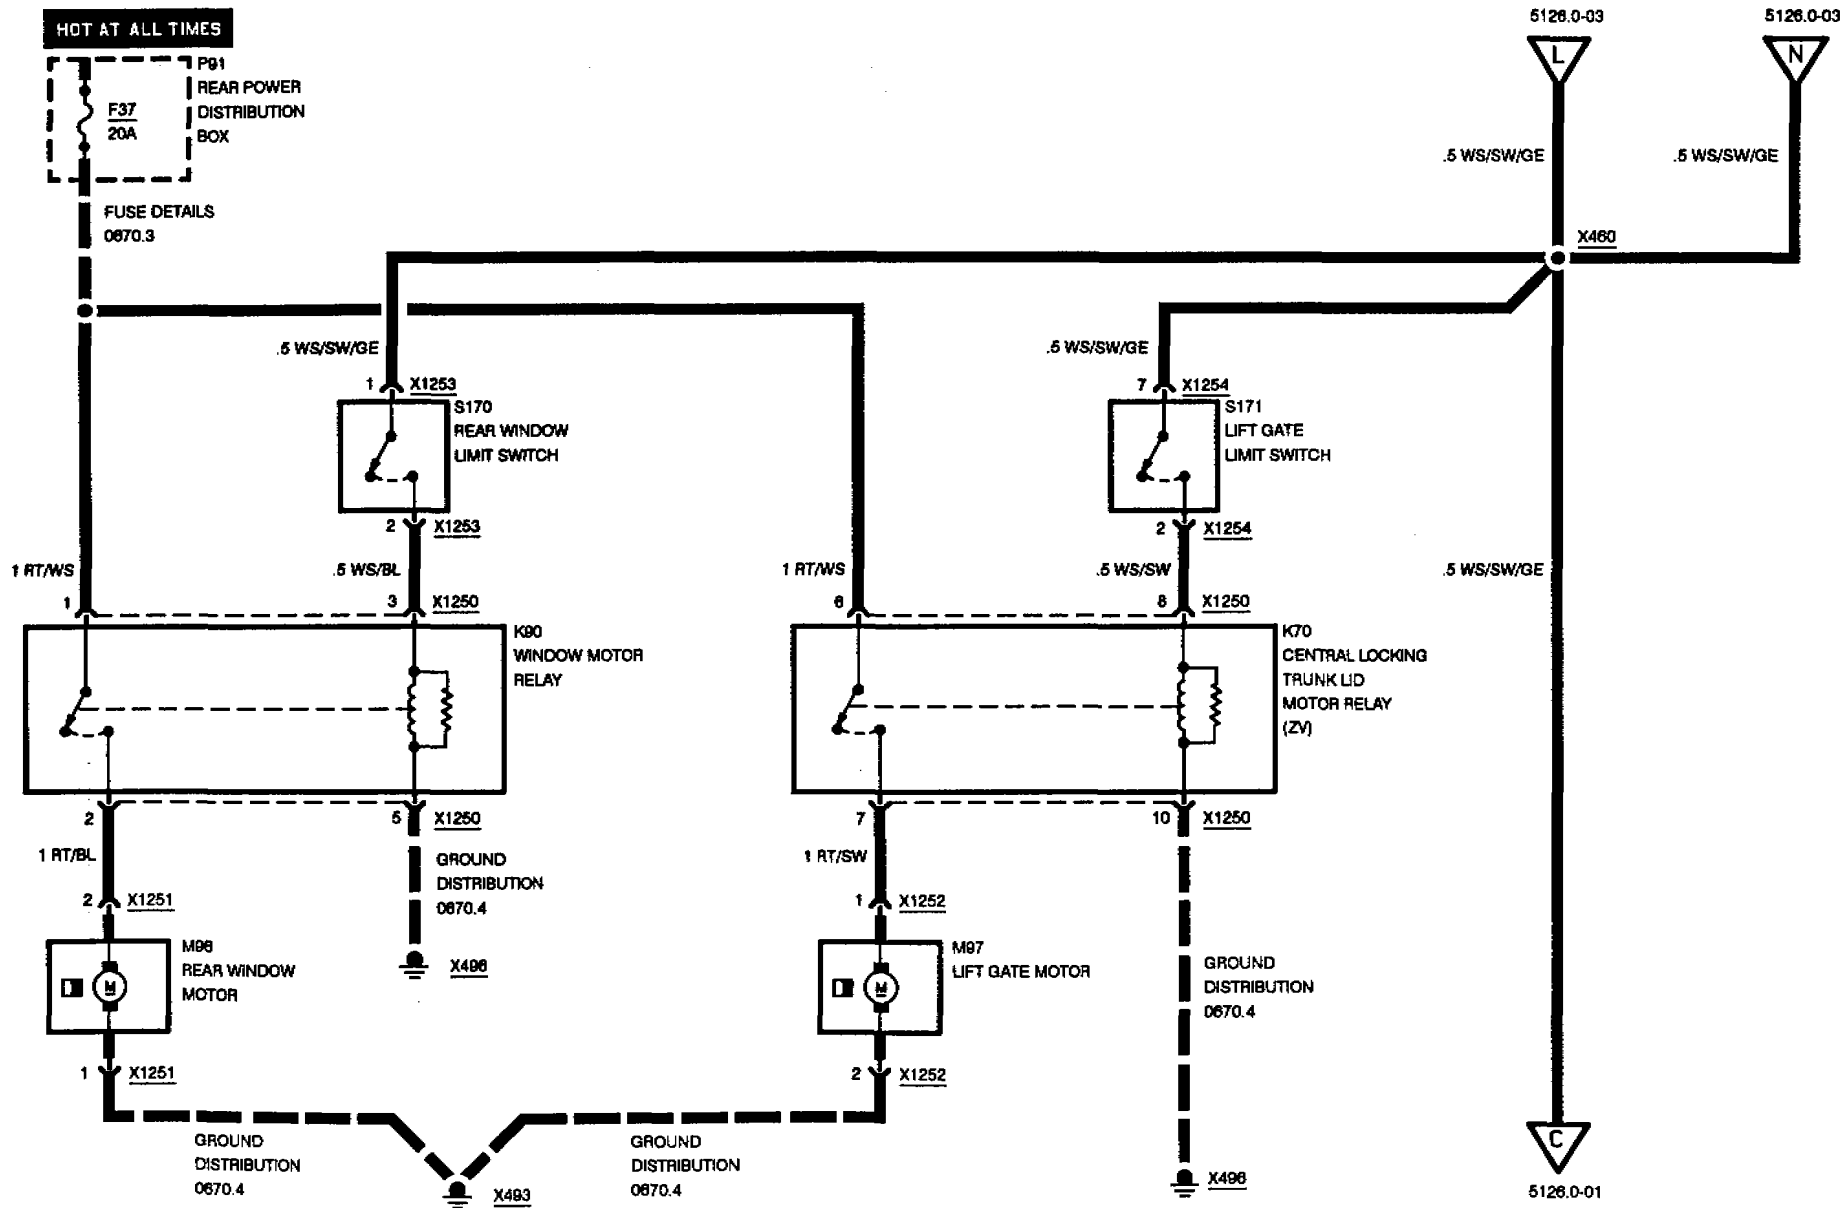 HOT AT ALL TIMES
P91
REAR POWER
DISTRIBUTION
BOX
F37
20A
FUSE DETAILS
0670.3
5126.0-03
5126.0-03
L
N
.5 WS/SW/GE
.5 WS/SW/GE
X460
.5 WS/SW/GE
.5 WS/SW/GE
1
X1253
7
X1254
S170
REAR WINDOW
LIMIT SWITCH
S171
LIFT GATE
LIMIT SWITCH
2
X1253
2
X1254
1 RT/WS
.5 WS/BL
1 RT/WS
.5 WS/SW
.5 WS/SW/GE
1
3
X1250
6
8
X1250
K90
WINDOW MOTOR
RELAY
K70
CENTRAL LOCKING
TRUNK LID
MOTOR RELAY
(ZV)
2
5
X1250
7
10
X1250
1 RT/BL
GROUND
DISTRIBUTION
0670.4
1 RT/SW
2
X1251
1
X1252
M96
REAR WINDOW
MOTOR
M
X496
M97
LIFT GATE MOTOR
M
GROUND
DISTRIBUTION
0670.4
1
X1251
2
X1252
GROUND
DISTRIBUTION
0670.4
GROUND
DISTRIBUTION
0670.4
X493
X496
C
5126.0-01